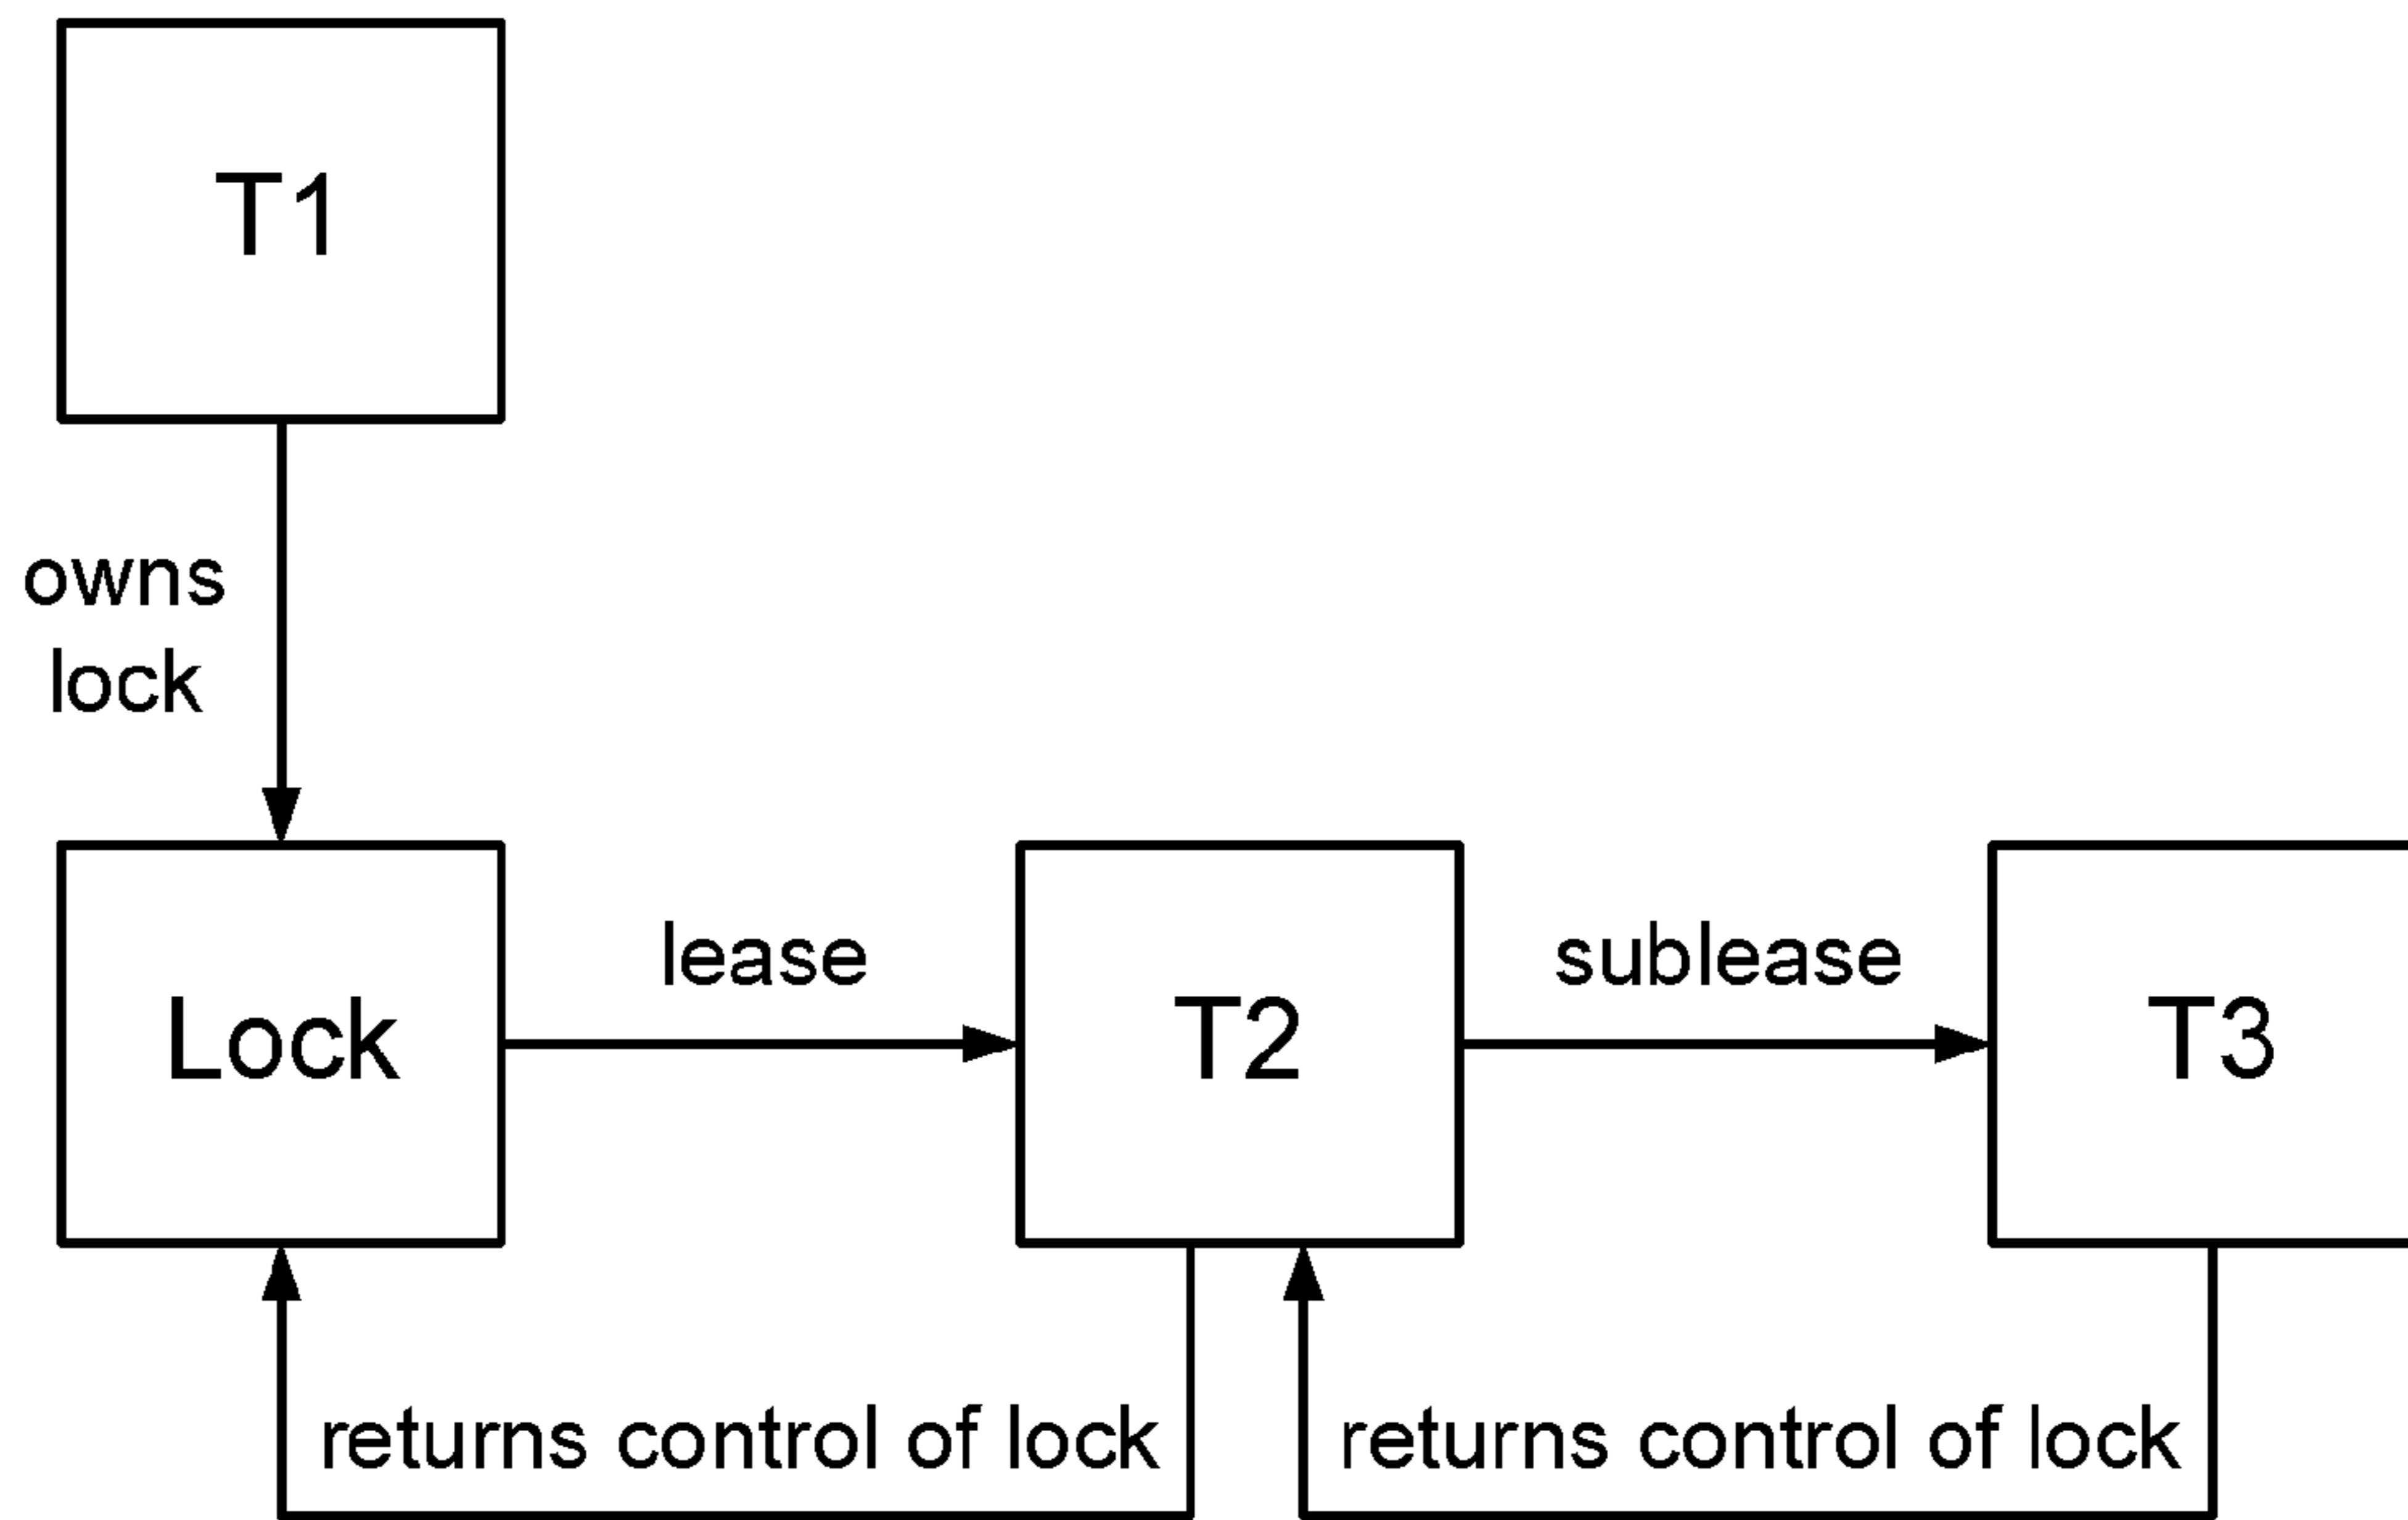 T1
owns
lock
lease
sublease
Lock
T2
T3
returns control of lock
returns control of lock